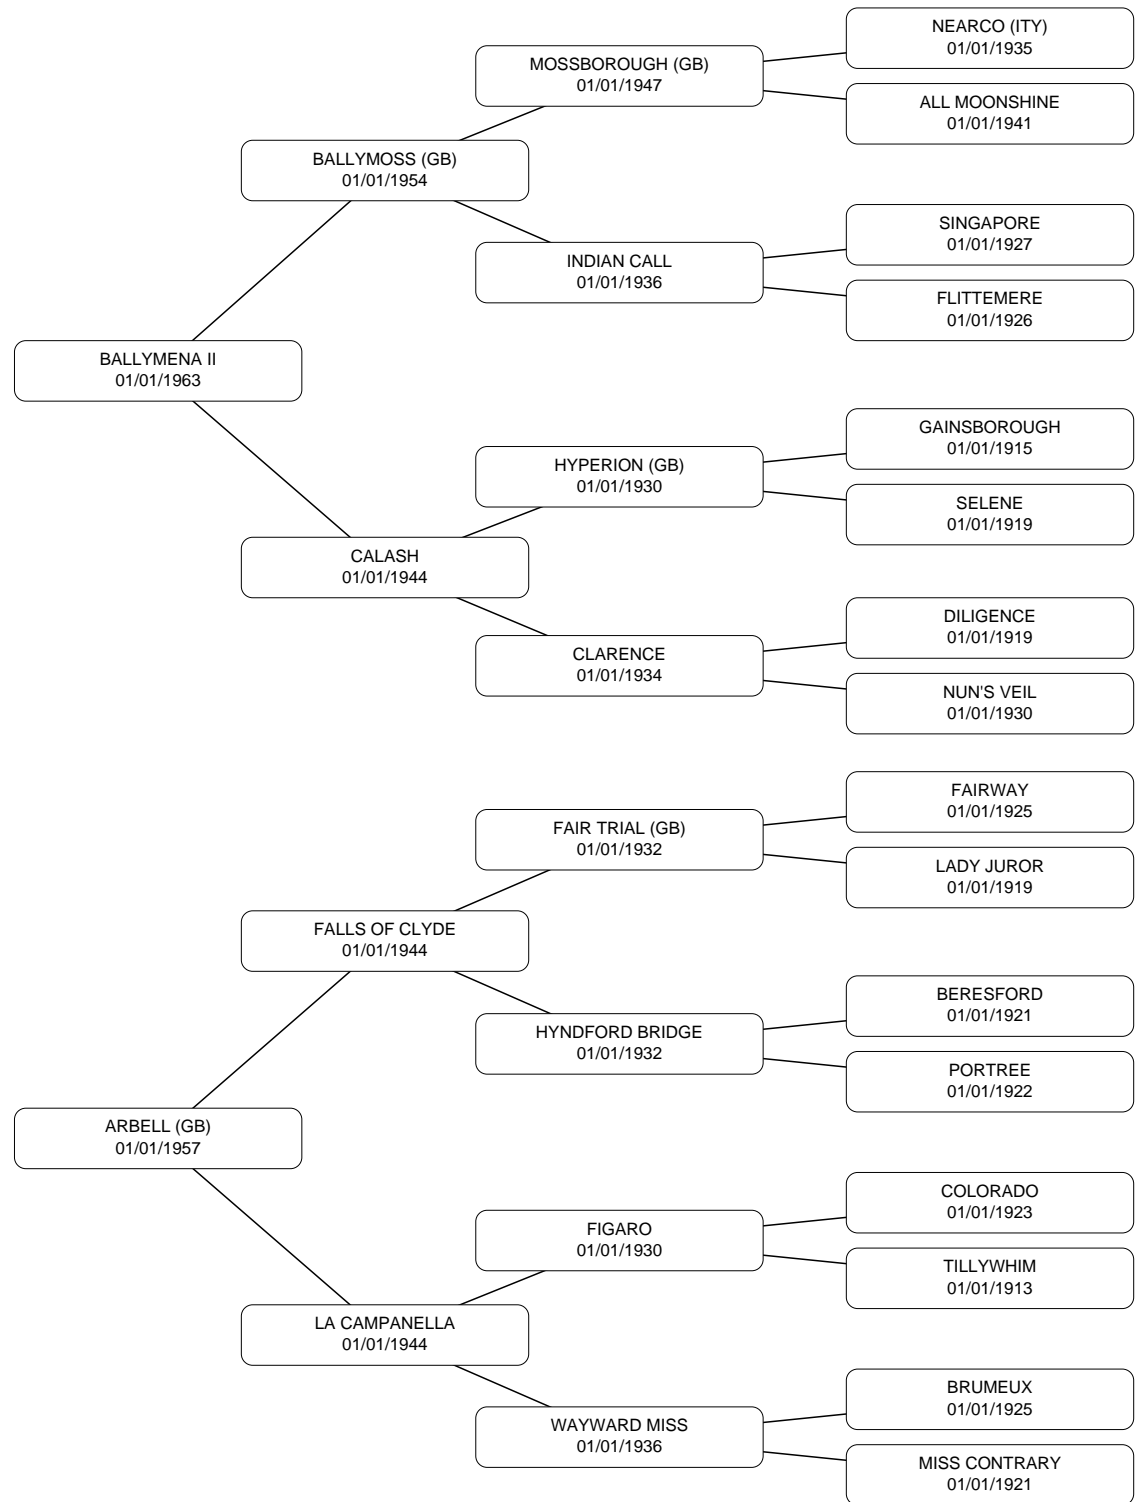 NEARCO (ITY)
01/01/1935
MOSSBOROUGH (GB)
01/01/1947
ALL MOONSHINE
01/01/1941
BALLYMOSS (GB)
01/01/1954
SINGAPORE
01/01/1927
INDIAN CALL
01/01/1936
FLITTEMERE
01/01/1926
BALLYMENA II
01/01/1963
GAINSBOROUGH
01/01/1915
HYPERION (GB)
01/01/1930
SELENE
01/01/1919
CALASH
01/01/1944
DILIGENCE
01/01/1919
CLARENCE
01/01/1934
NUN'S VEIL
01/01/1930
FAIRWAY
01/01/1925
FAIR TRIAL (GB)
01/01/1932
LADY JUROR
01/01/1919
FALLS OF CLYDE
01/01/1944
BERESFORD
01/01/1921
HYNDFORD BRIDGE
01/01/1932
PORTREE
01/01/1922
ARBELL (GB)
01/01/1957
COLORADO
01/01/1923
FIGARO
01/01/1930
TILLYWHIM
01/01/1913
LA CAMPANELLA
01/01/1944
BRUMEUX
01/01/1925
WAYWARD MISS
01/01/1936
MISS CONTRARY
01/01/1921